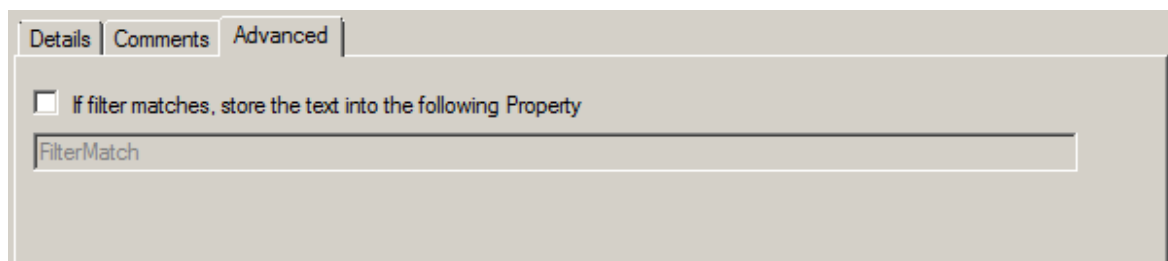 Details Comments Advanced
If filter matches, store the text into the following Property
FilterMatch